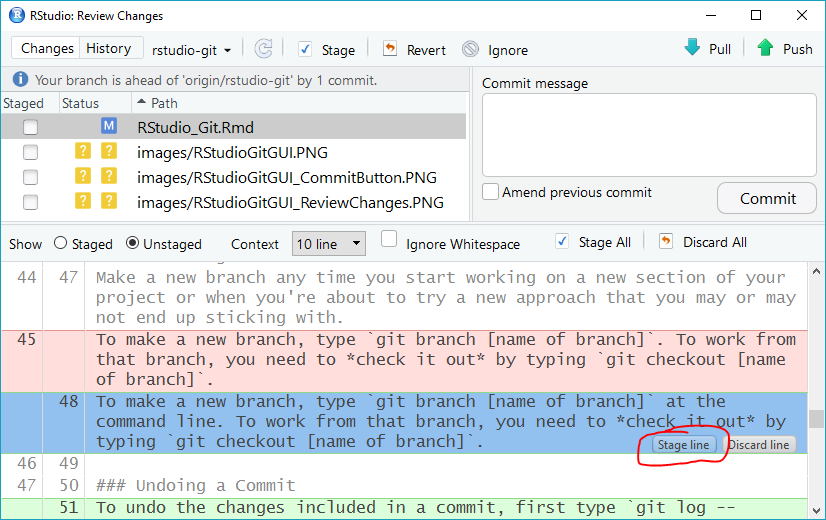 RStudio: Review Changes
Changes History rstudio-git Stage Revert Ignore Pull Push
Your branch is ahead of 'origin/rstudio-git' by 1 commit.
Staged Status Path
M RStudio_Git.Rmd
? ? images/RStudioGitGUI.PNG
? ? images/RStudioGitGUI_CommitButton.PNG
? ? images/RStudioGitGUI_ReviewChanges.PNG
Commit message
Amend previous commit
Commit
Show Staged Unstaged Context 10 line Ignore Whitespace Stage All Discard All
44 47 Make a new branch any time you start working on a new section of your
project or when you're about to try a new approach that you may or may
not end up sticking with.
45 To make a new branch, type `git branch [name of branch]`. To work from
that branch, you need to *check it out* by typing `git checkout [name
of branch]`.
48 To make a new branch, type `git branch [name of branch]` at the
command line. To work from that branch, you need to *check it out* by
typing `git checkout [name of branch]`.
Stage line Discard line
46 49
47 50 ### Undoing a Commit
51 To undo the changes included in a commit, first type `git log --